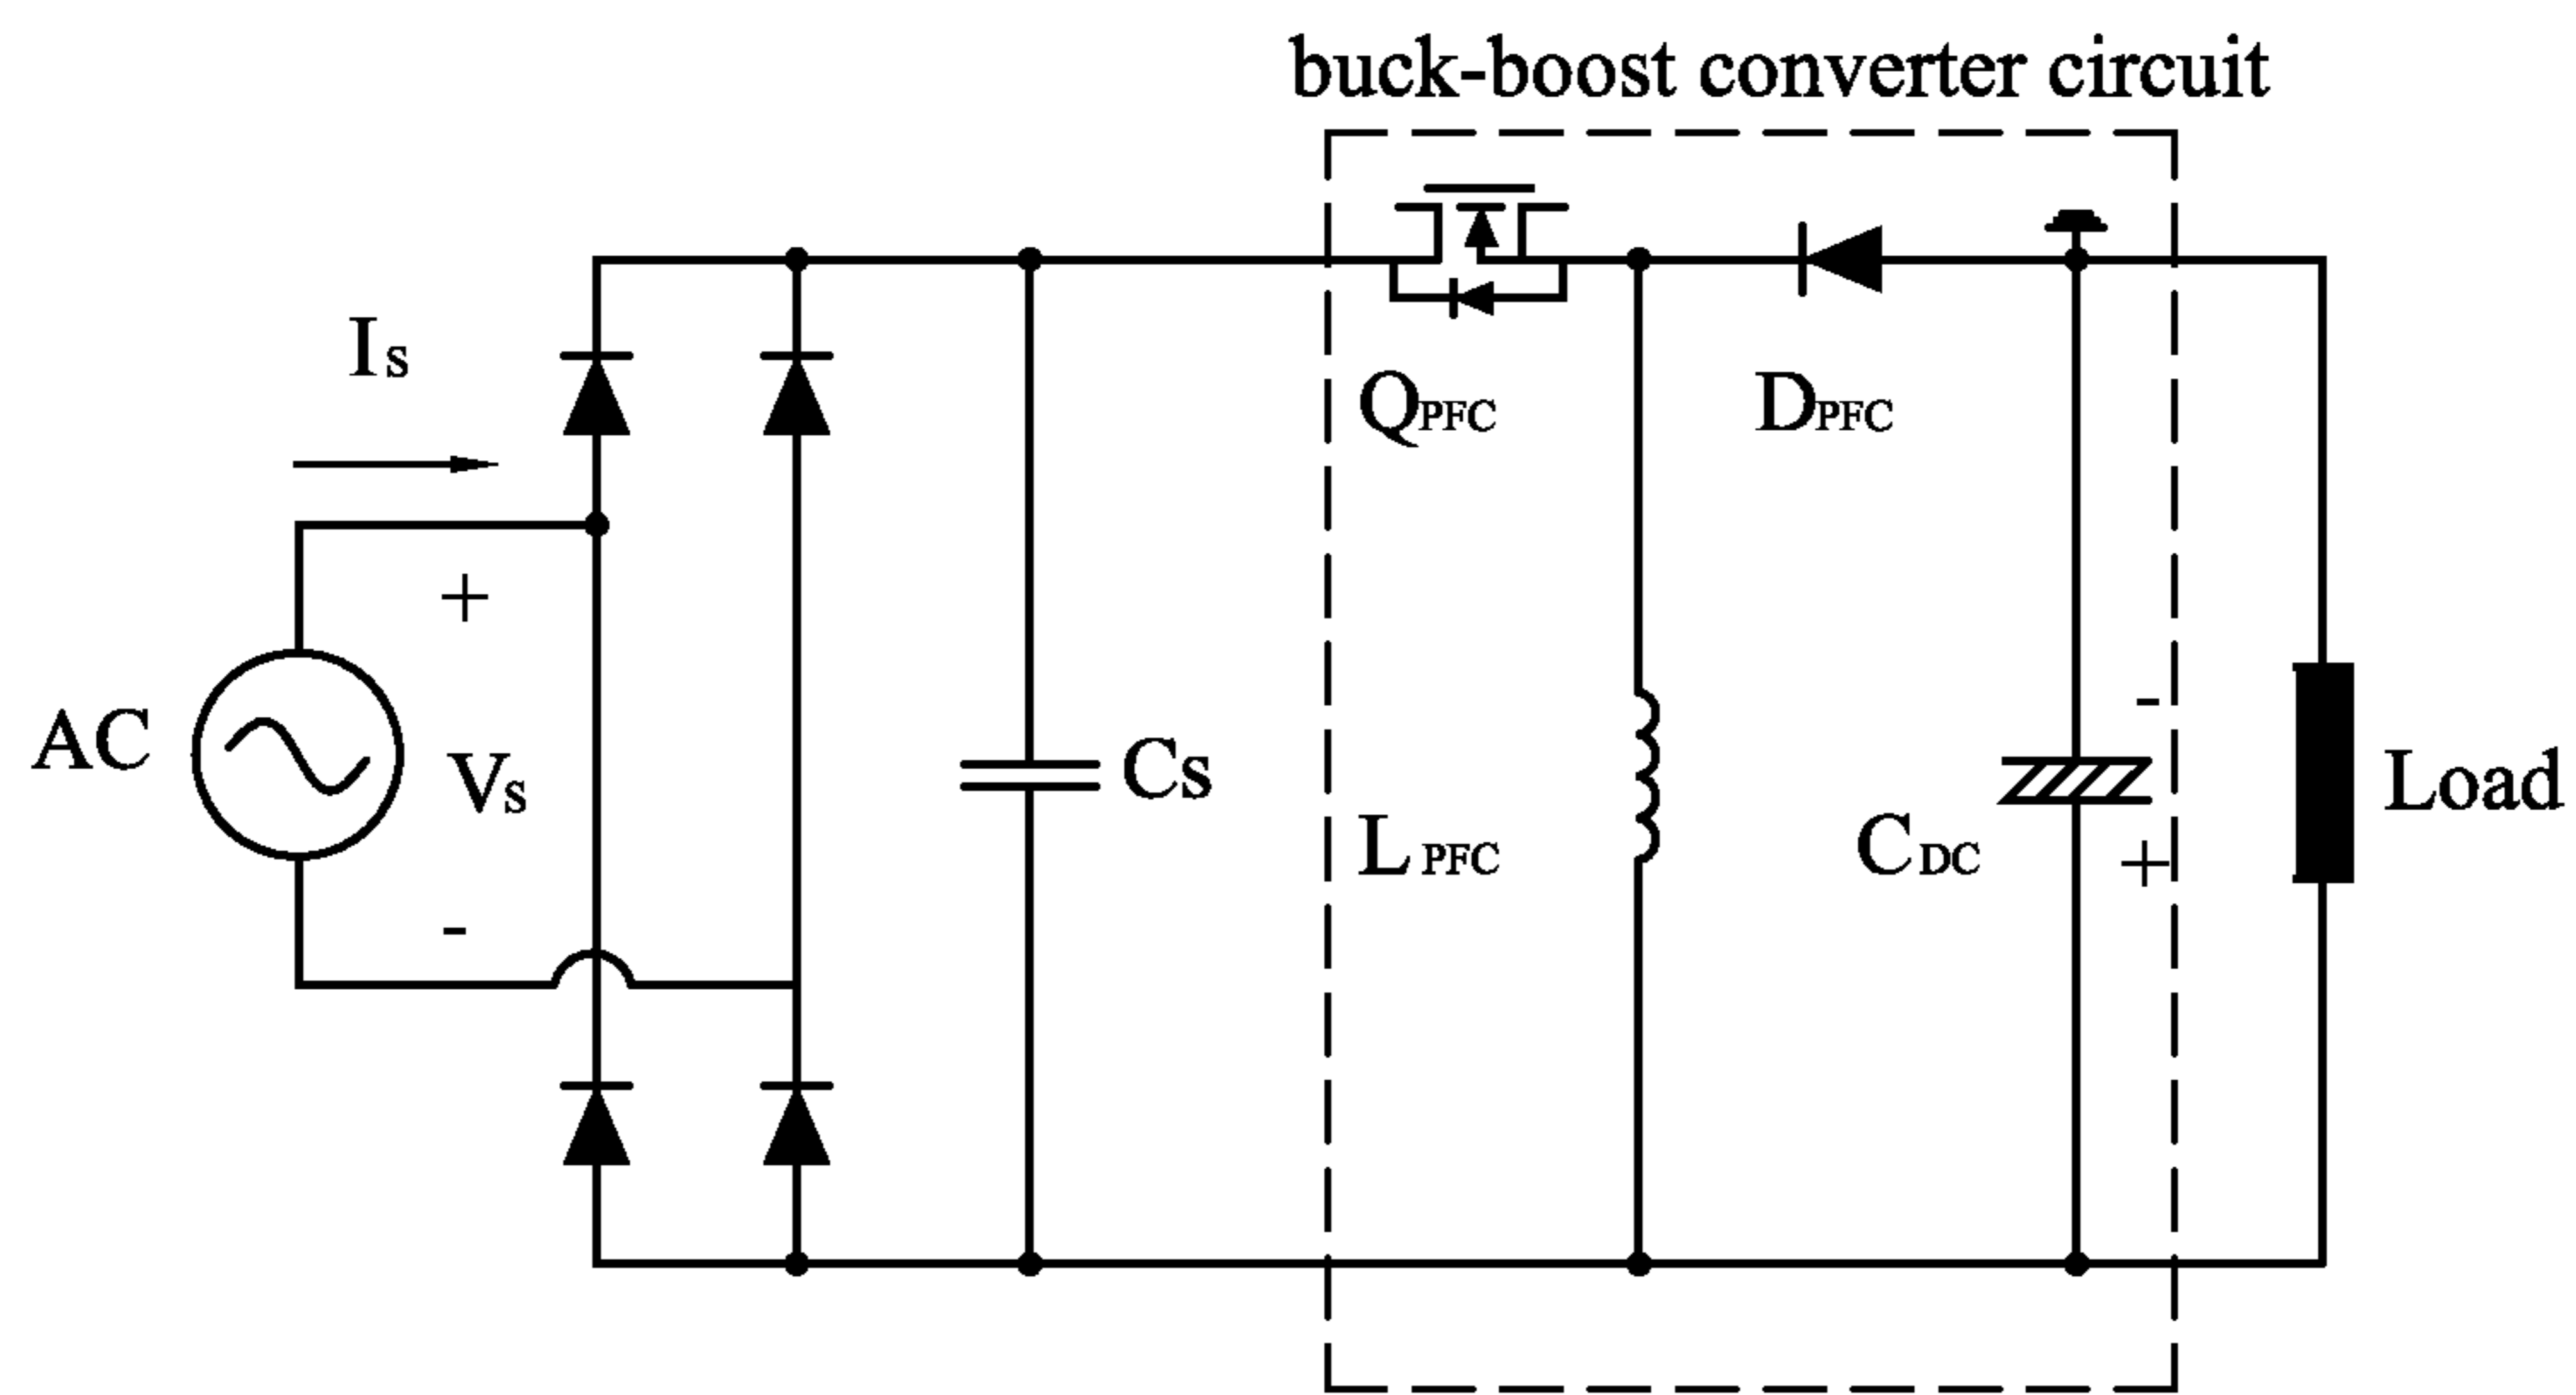 buck-boost converter circuit
Is
QPFC
DPFC
+
AC
Vs
-
Cs
LPFC
CDC
-
+
Load